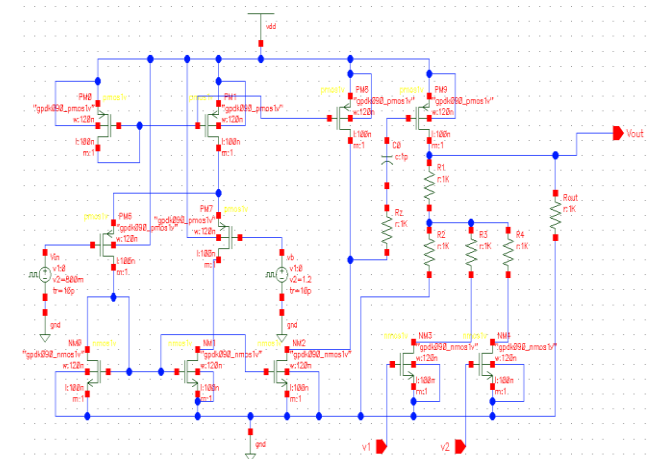 vdd
PM0
"gpdk090_pmos1v"
w:120n
l:100n
m:1
PM1
"gpdk090_pmos1v"
w:120n
l:100n
m:1
PM8
"gpdk090_pmos1v"
w:120n
l:100n
m:1
PM9
"gpdk090_pmos1v"
w:120n
l:100n
m:1
C0
c:1p
Vout
R1
r:1K
Rz
r:1K
Rout
r:1K
PM6
"gpdk090_pmos1v"
w:120n
l:100n
m:1
PM7
"gpdk090_pmos1v"
w:120n
l:100n
m:1
R2
r:1K
R3
r:1K
R4
r:1K
Vin
v1:0
v2=800m
tr=10p
gnd
vb
v1:0
v2=1.2
tr=10p
gnd
NM0
"gpdk090_nmos1v"
w:120n
l:100n
m:1
NM1
"gpdk090_nmos1v"
w:120n
l:100n
m:1
NM2
"gpdk090_nmos1v"
w:120n
l:100n
m:1
NM3
"gpdk090_nmos1v"
w:120n
l:100n
m:1
NM4
"gpdk090_nmos1v"
w:120n
l:100n
m:1
gnd
v1
v2